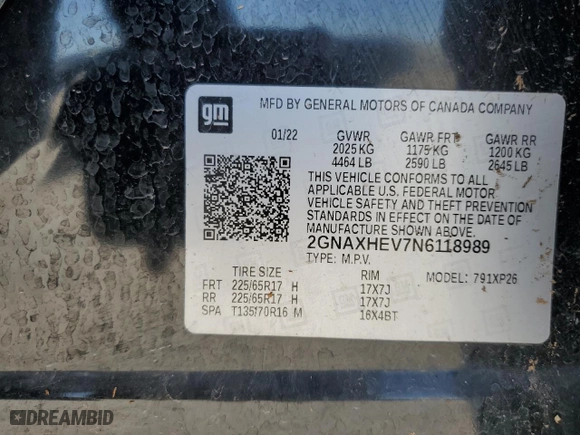 gm
MFD BY GENERAL MOTORS OF CANADA COMPANY
01/22 GVWR GAWR FRT GAWR RR
2025 KG 1175 KG 1200 KG
4464 LB 2590 LB 2645 LB
THIS VEHICLE CONFORMS TO ALL
APPLICABLE U.S. FEDERAL MOTOR
VEHICLE SAFETY AND THEFT PREVENTION
STANDARDS IN EFFECT ON THE DATE OF
MANUFACTURE SHOWN ABOVE.
2GNAXHEV7N6118989
TYPE: M.P.V.
TIRE SIZE RIM MODEL: 791XP26
FRT 225/65R17 H 17X7J
RR 225/65R17 H 17X7J
SPA T135/70R16 M 16X4BT
DREAMBID